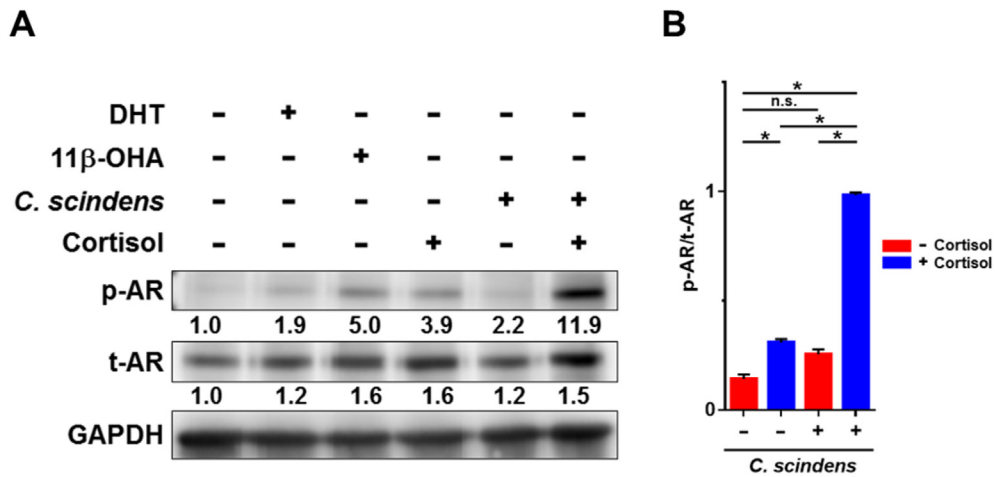 A
B
DHT - + - - - -
11β-OHA - - + - - -
C. scindens - - - - + +
Cortisol - - - + - +
p-AR
1.0 1.9 5.0 3.9 2.2 11.9
t-AR
1.0 1.2 1.6 1.6 1.2 1.5
GAPDH
*
n.s.
*
* *
1
0
p-AR/t-AR
- - + +
C. scindens
- Cortisol
+ Cortisol